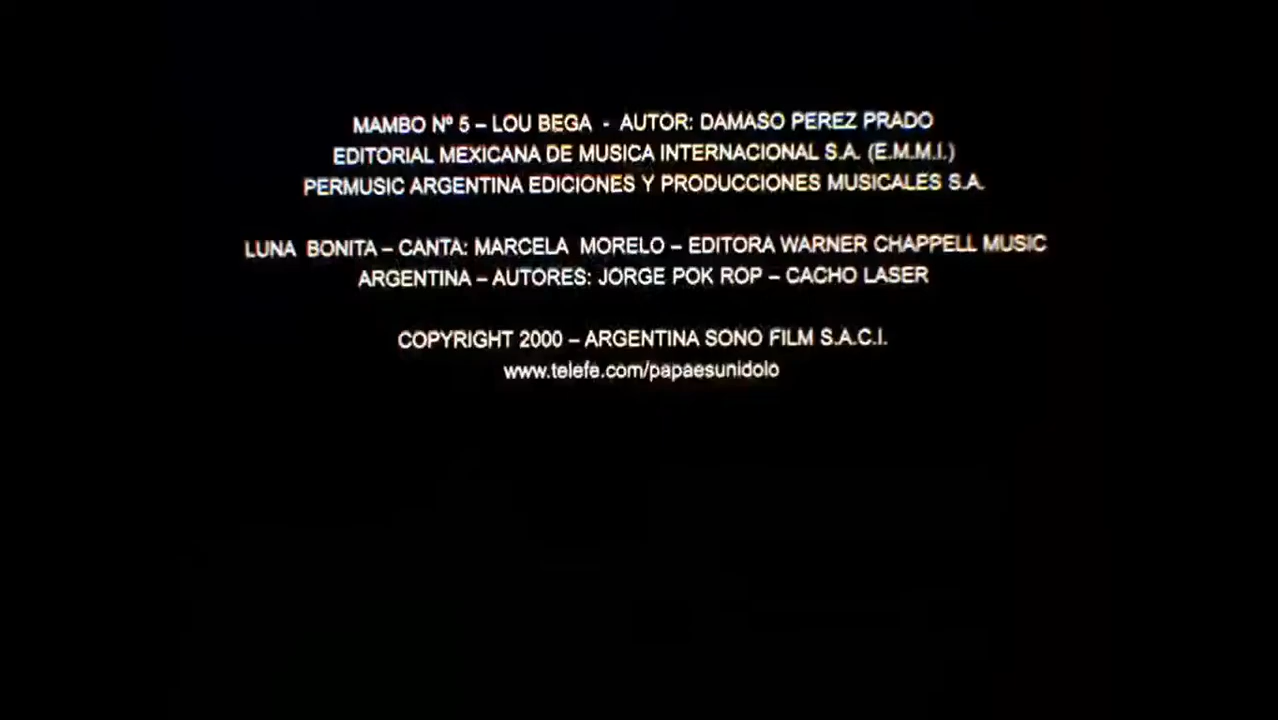 MAMBO Nº 5 – LOU BEGA - AUTOR: DAMASO PEREZ PRADO
EDITORIAL MEXICANA DE MUSICA INTERNACIONAL S.A. (E.M.M.I.)
PERMUSIC ARGENTINA EDICIONES Y PRODUCCIONES MUSICALES S.A.
LUNA BONITA – CANTA: MARCELA MORELO – EDITORA WARNER CHAPPELL MUSIC
ARGENTINA – AUTORES: JORGE POK ROP – CACHO LASER
COPYRIGHT 2000 – ARGENTINA SONO FILM S.A.C.I.
www.telefe.com/papaesunidolo